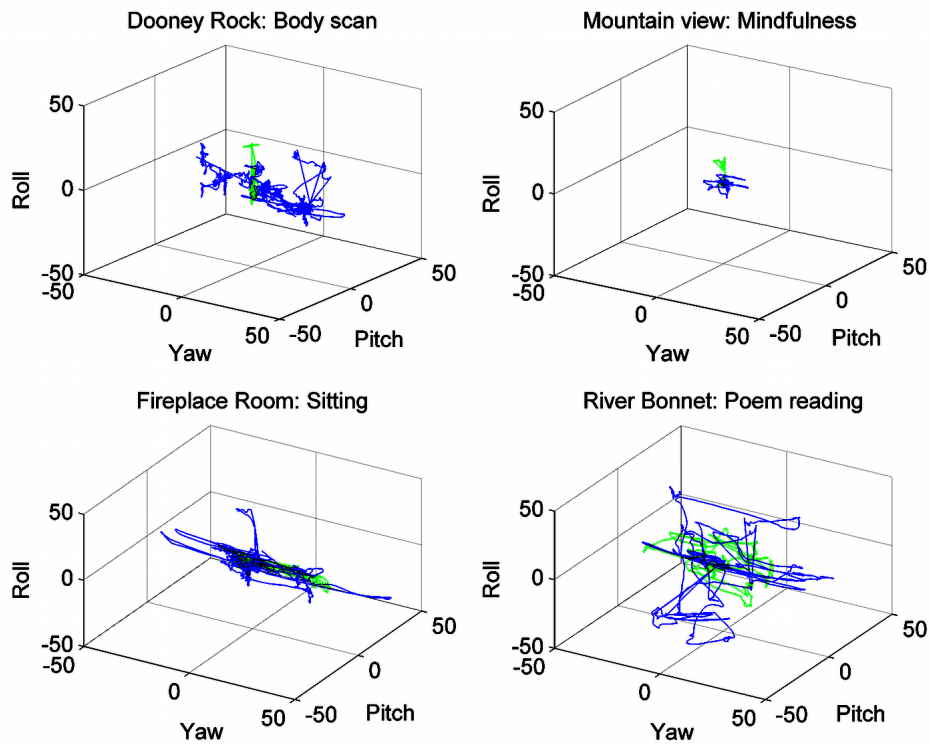 Dooney Rock: Body scan
50
0
-50
Roll
-50
0
50
Yaw
-50
0
50
Pitch
Mountain view: Mindfulness
50
0
-50
Roll
-50
0
50
Yaw
-50
0
50
Pitch
Fireplace Room: Sitting
50
0
-50
Roll
-50
0
50
Yaw
-50
0
50
Pitch
River Bonnet: Poem reading
50
0
-50
Roll
-50
0
50
Yaw
-50
0
50
Pitch